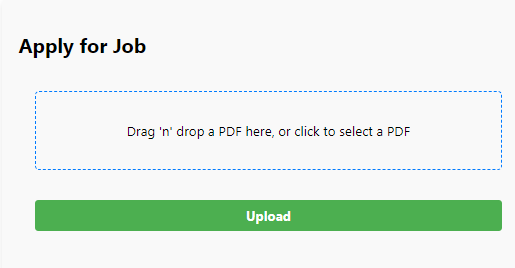 Apply for Job
Drag 'n' drop a PDF here, or click to select a PDF
Upload